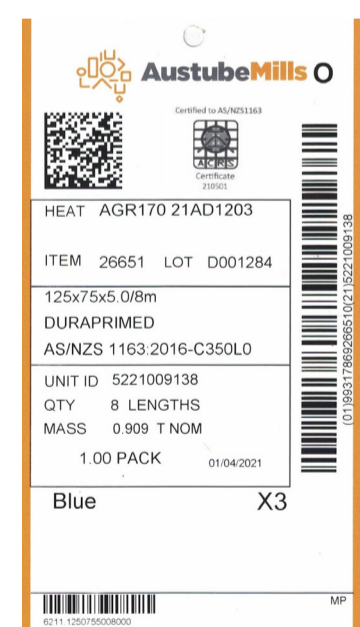 AustubeMills O
Certified to AS/NZS1163
ACRS
Certificate
210501
HEAT AGR170 21AD1203
ITEM 26651 LOT D001284
125x75x5.0/8m
DURAPRIMED
AS/NZS 1163:2016-C350L0
UNIT ID 5221009138
QTY 8 LENGTHS
MASS 0.909 T NOM
1.00 PACK 01/04/2021
(01)99317869266510(21)5221009138
Blue X3
MP
6211 1250755008000